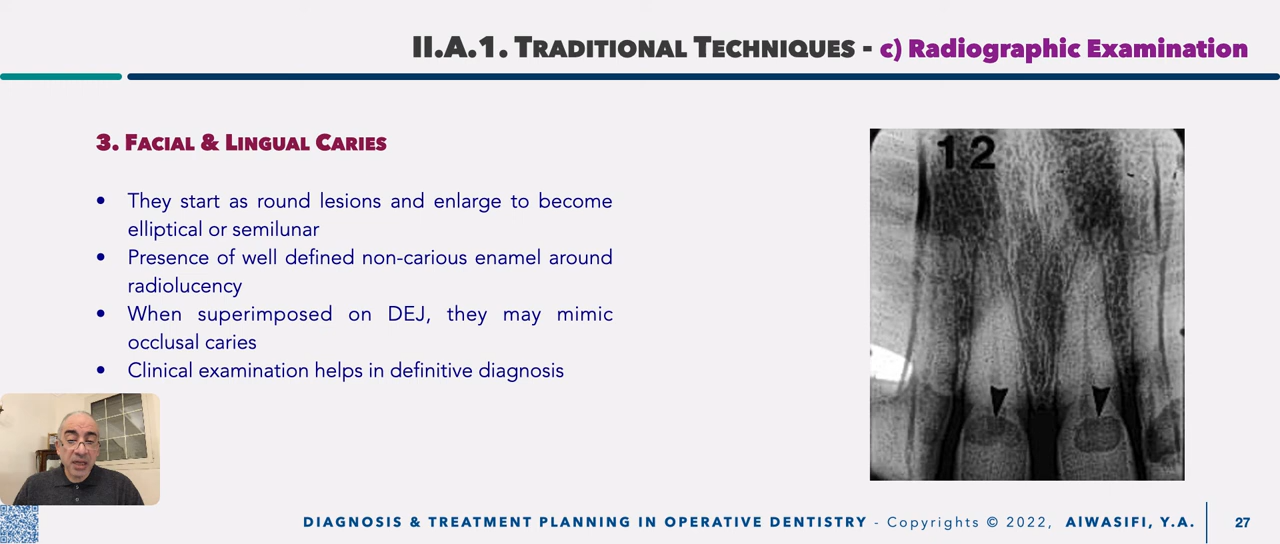 II.A.1. TRADITIONAL TECHNIQUES - c) Radiographic Examination
3. FACIAL & LINGUAL CARIES
• They start as round lesions and enlarge to become
elliptical or semilunar
• Presence of well defined non-carious enamel around
radiolucency
• When superimposed on DEJ, they may mimic
occlusal caries
• Clinical examination helps in definitive diagnosis
12
DIAGNOSIS & TREATMENT PLANNING IN OPERATIVE DENTISTRY - Copyrights © 2022, AlWASIFI, Y.A.
27